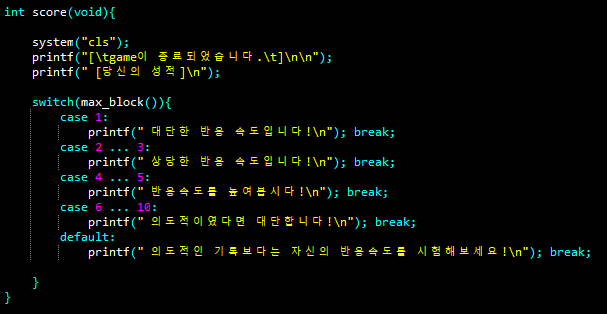 int score(void){
system("cls");
printf("[\tgame이 종료되었습니다.\t]\n\n");
printf(" [당신의 성적]\n");
switch(max_block()){
case 1:
printf(" 대단한 반응 속도입니다!\n"); break;
case 2 ... 3:
printf(" 상당한 반응 속도입니다!\n"); break;
case 4 ... 5:
printf(" 반응속도를 높여봅시다!\n"); break;
case 6 ... 10:
printf(" 의도적이였다면 대단합니다!\n"); break;
default:
printf(" 의도적인 기록보다는 자신의 반응속도를 시험해보세요!\n"); break;
}
}